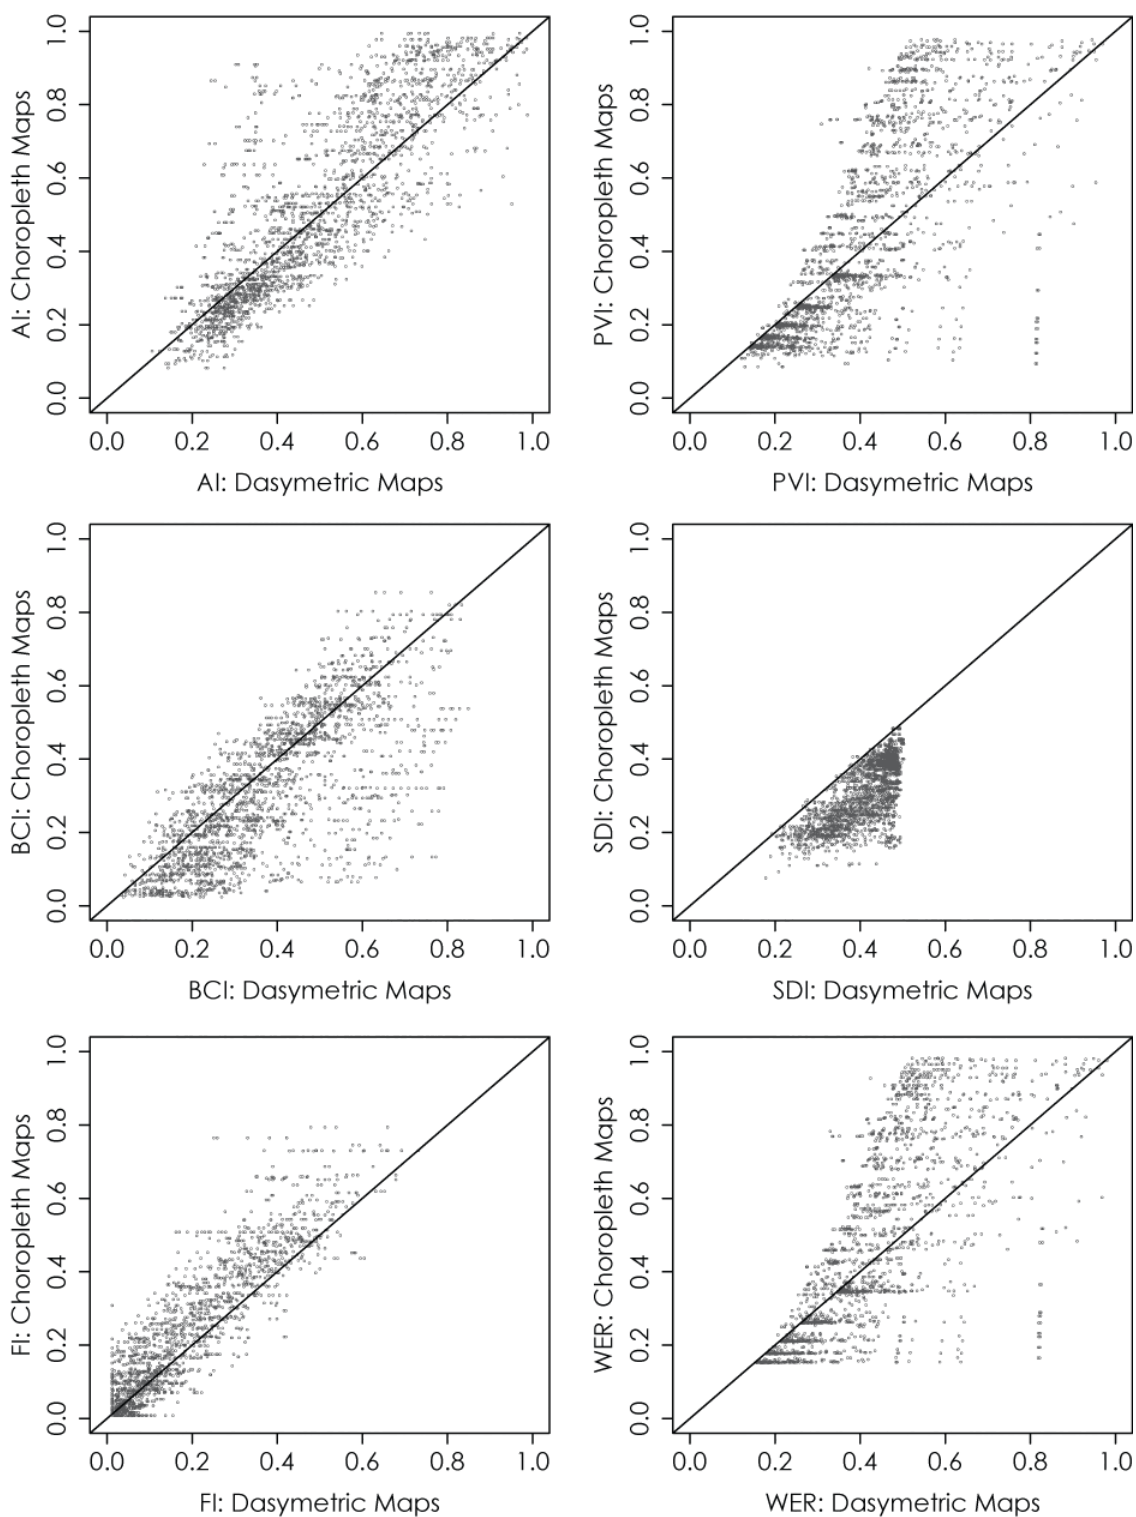 AI: Choropleth Maps
0.0 0.2 0.4 0.6 0.8 1.0
0.0 0.2 0.4 0.6 0.8 1.0
AI: Dasymetric Maps
PVI: Choropleth Maps
0.0 0.2 0.4 0.6 0.8 1.0
0.0 0.2 0.4 0.6 0.8 1.0
PVI: Dasymetric Maps
BCI: Choropleth Maps
0.0 0.2 0.4 0.6 0.8 1.0
0.0 0.2 0.4 0.6 0.8 1.0
BCI: Dasymetric Maps
SDI: Choropleth Maps
0.0 0.2 0.4 0.6 0.8 1.0
0.0 0.2 0.4 0.6 0.8 1.0
SDI: Dasymetric Maps
FI: Choropleth Maps
0.0 0.2 0.4 0.6 0.8 1.0
0.0 0.2 0.4 0.6 0.8 1.0
FI: Dasymetric Maps
WER: Choropleth Maps
0.0 0.2 0.4 0.6 0.8 1.0
0.0 0.2 0.4 0.6 0.8 1.0
WER: Dasymetric Maps